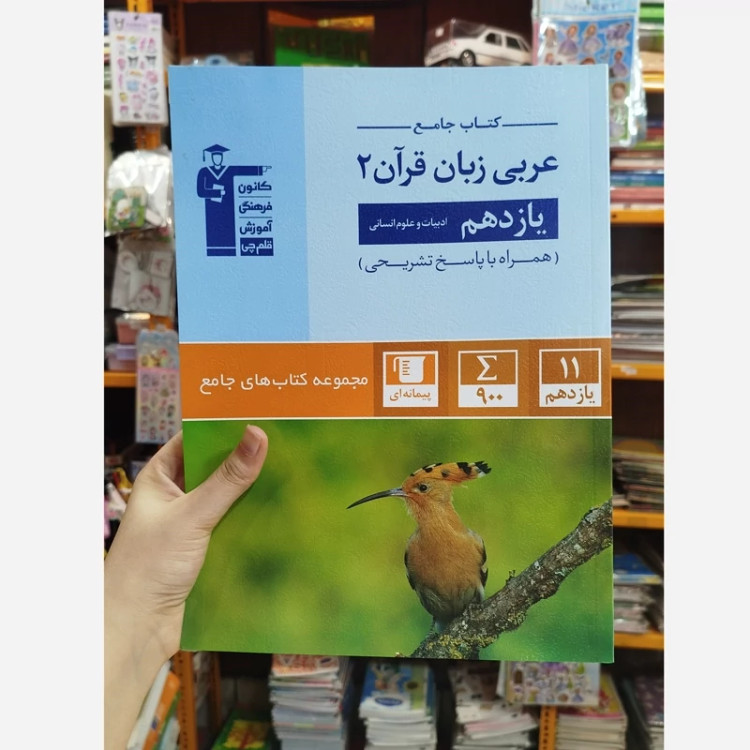 کتاب جامع
عربی زبان قرآن ۲
یازدهم ادبیات و علوم انسانی
(همراه با پاسخ تشریحی)
کانون
فرهنگی
آموزش
قلم‌چی
۱۱
یازدهم
Σ
۹۰۰
پیمانه‌ای
مجموعه کتاب‌های جامع